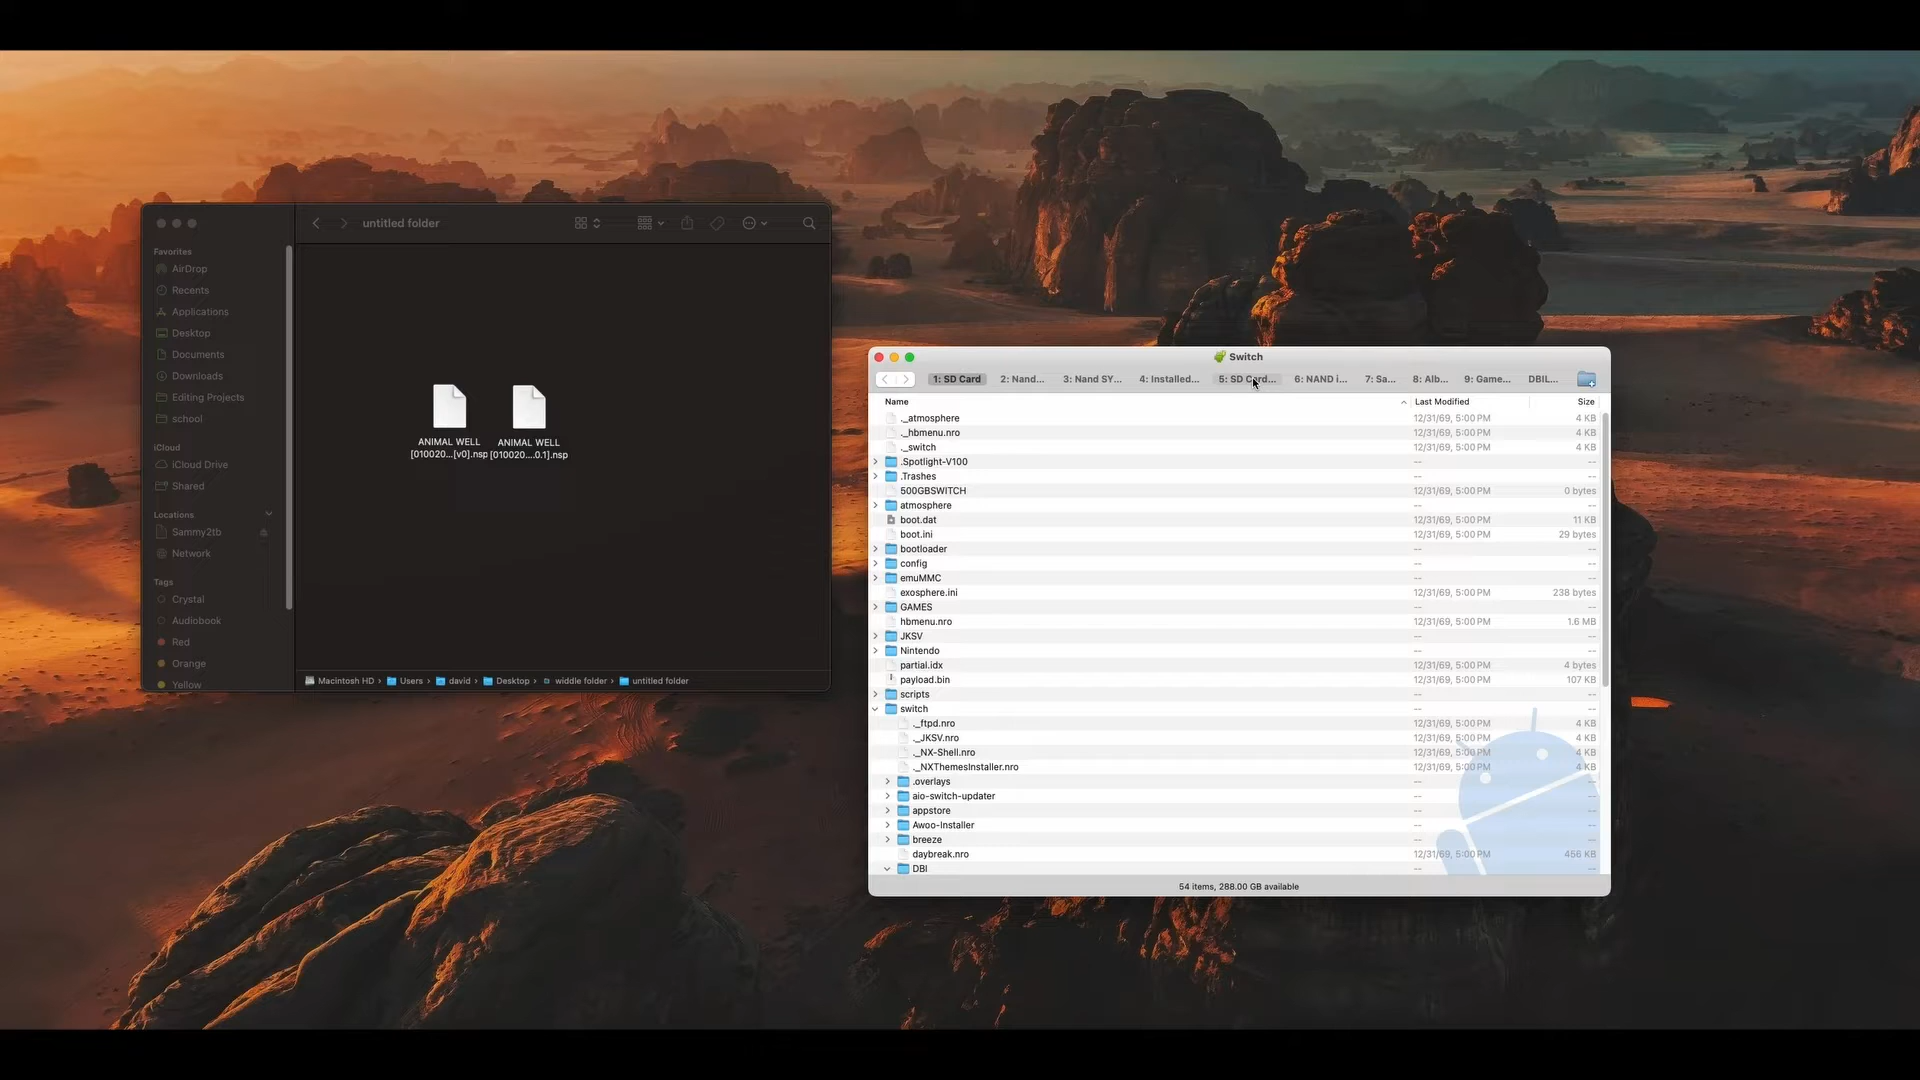 untitled folder
Favorites
AirDrop
Recents
Applications
Desktop
Documents
Downloads
Editing Projects
school
iCloud
iCloud Drive
Shared
Locations
Sammy2tb
Network
Tags
Crystal
Audiobook
Red
Orange
Yellow
ANIMAL WELL
[010020...[v0].nsp
ANIMAL WELL
[010020....0.1].nsp
Macintosh HD › Users › david › Desktop › widdle folder › untitled folder
Switch
1: SD Card 2: Nand... 3: Nand SY... 4: Installed... 5: SD Card... 6: NAND i... 7: Sa... 8: Alb... 9: Game... DBIL...
Name Last Modified Size
._atmosphere 12/31/69, 5:00 PM 4 KB
._hbmenu.nro 12/31/69, 5:00 PM 4 KB
._switch 12/31/69, 5:00 PM 4 KB
.Spotlight-V100 -- --
.Trashes -- --
500GBSWITCH 12/31/69, 5:00 PM 0 bytes
atmosphere -- --
boot.dat 12/31/69, 5:00 PM 11 KB
boot.ini 12/31/69, 5:00 PM 29 bytes
bootloader -- --
config -- --
emuMMC -- --
exosphere.ini 12/31/69, 5:00 PM 238 bytes
GAMES -- --
hbmenu.nro 12/31/69, 5:00 PM 1.6 MB
JKSV -- --
Nintendo -- --
partial.idx 12/31/69, 5:00 PM 4 bytes
payload.bin 12/31/69, 5:00 PM 107 KB
scripts -- --
switch -- --
._ftpd.nro 12/31/69, 5:00 PM 4 KB
._JKSV.nro 12/31/69, 5:00 PM 4 KB
._NX-Shell.nro 12/31/69, 5:00 PM 4 KB
._NXThemesInstaller.nro 12/31/69, 5:00 PM 4 KB
.overlays -- --
aio-switch-updater -- --
appstore -- --
Awoo-Installer -- --
breeze -- --
daybreak.nro 12/31/69, 5:00 PM 456 KB
DBI -- --
54 items, 288.00 GB available